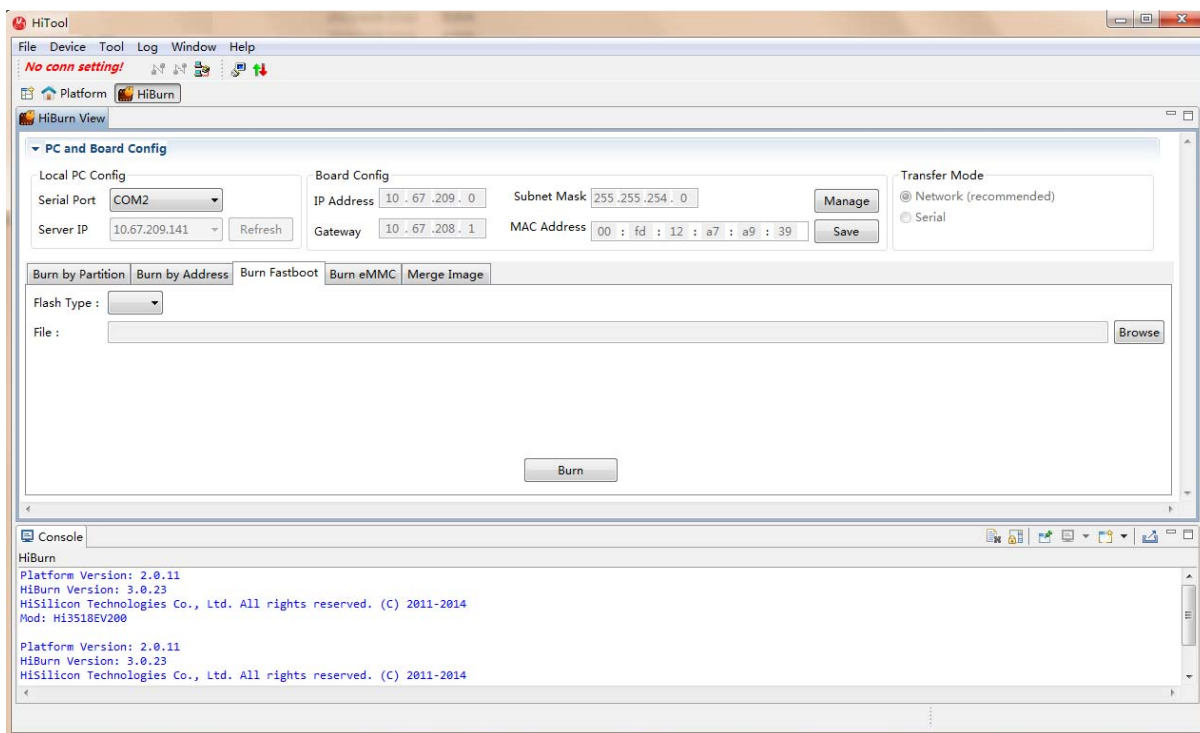 HiTool
File Device Tool Log Window Help
No conn setting!
Platform HiBurn
HiBurn View
PC and Board Config
Local PC Config Board Config Transfer Mode
Serial Port COM2 IP Address 10 . 67 .209 . 0 Subnet Mask 255 .255 .254 . 0 Manage Network (recommended)
Serial
Server IP 10.67.209.141 Refresh Gateway 10 . 67 .208 . 1 MAC Address 00 : fd : 12 : a7 : a9 : 39 Save
Burn by Partition Burn by Address Burn Fastboot Burn eMMC Merge Image
Flash Type :
File : Browse
Burn
Console
HiBurn
Platform Version: 2.0.11
HiBurn Version: 3.0.23
HiSilicon Technologies Co., Ltd. All rights reserved. (C) 2011-2014
Mod: Hi3518EV200
Platform Version: 2.0.11
HiBurn Version: 3.0.23
HiSilicon Technologies Co., Ltd. All rights reserved. (C) 2011-2014